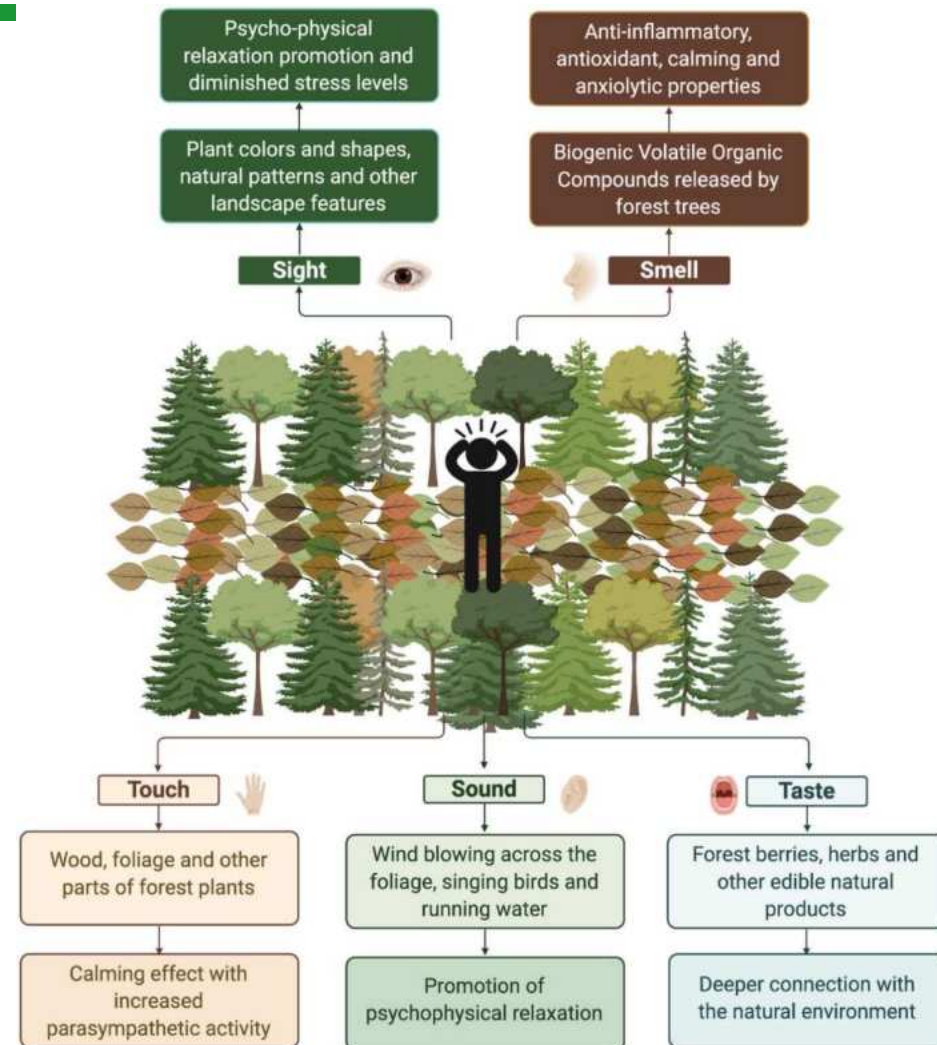 Psycho-physical
relaxation promotion and
diminished stress levels
Plant colors and shapes,
natural patterns and other
landscape features
Sight
Anti-inflammatory,
antioxidant, calming and
anxiolytic properties
Biogenic Volatile Organic
Compounds released by
forest trees
Smell
Touch
Wood, foliage and other
parts of forest plants
Calming effect with
increased
parasympathetic activity
Sound
Wind blowing across the
foliage, singing birds and
running water
Promotion of
psychophysical relaxation
Taste
Forest berries, herbs and
other edible natural
products
Deeper connection with
the natural environment